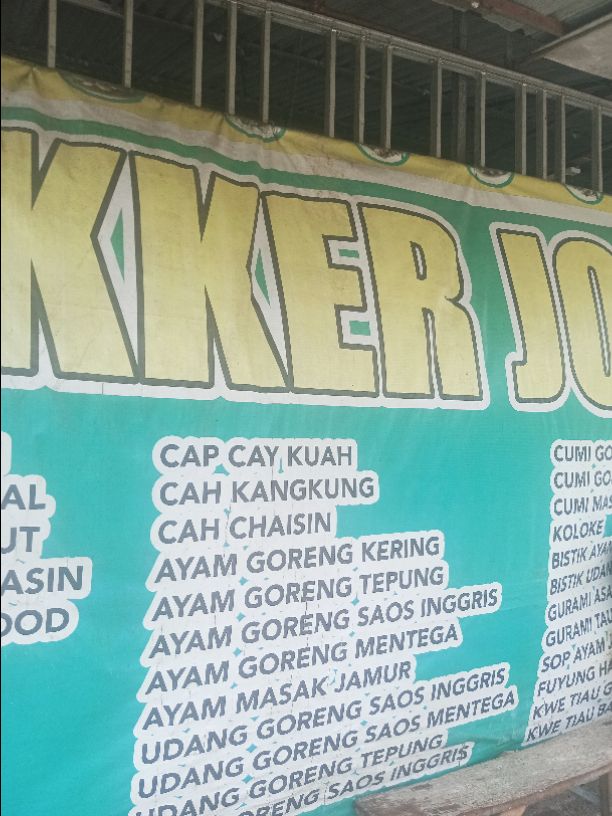 KKER JO
AL
UT
ASIN
OOD
CAP CAY KUAH
CAH KANGKUNG
CAH CHAISIN
AYAM GORENG KERING
AYAM GORENG TEPUNG
AYAM GORENG SAOS INGGRIS
AYAM GORENG MENTEGA
AYAM MASAK JAMUR
UDANG GORENG SAOS INGGRIS
UDANG GORENG SAOS MENTEGA
UDANG GORENG TEPUNG
GORENG SAOS INGGRIS
CUMI GO
CUMI GO
CUMI MAS
KOLOKE
BISTIK AYAM
BISTIK UDAN
GURAMI ASA
GURAMI TAU
SOP AYAM
FUYUNG H
KWE TIAU G
KWE TIAU BA